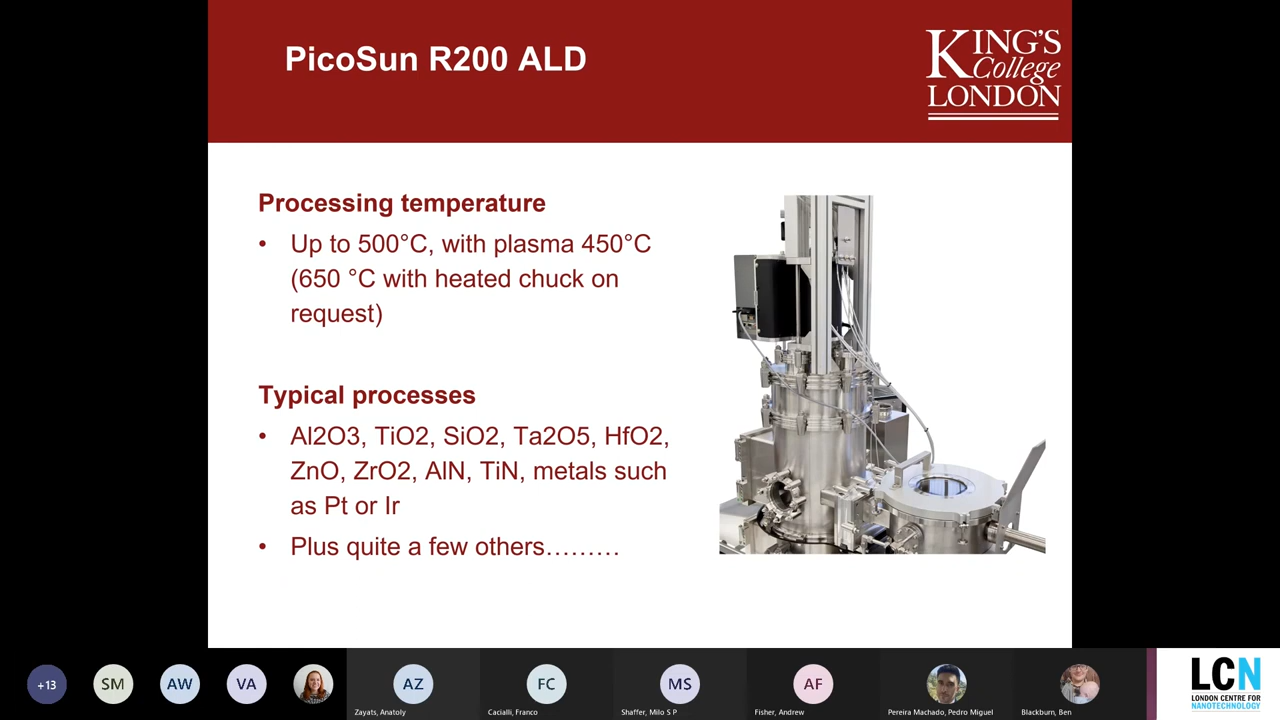 PicoSun R200 ALD
KING'S
College
LONDON
Processing temperature
• Up to 500°C, with plasma 450°C
(650 °C with heated chuck on
request)
Typical processes
• Al2O3, TiO2, SiO2, Ta2O5, HfO2,
ZnO, ZrO2, AlN, TiN, metals such
as Pt or Ir
• Plus quite a few others………
+13
SM
AW
VA
AZ
FC
MS
AF
Zayats, Anatoly
Cacialli, Franco
Shaffer, Milo S P
Fisher, Andrew
Pereira Machado, Pedro Miguel
Blackburn, Ben
LCN
LONDON CENTRE FOR
NANOTECHNOLOGY